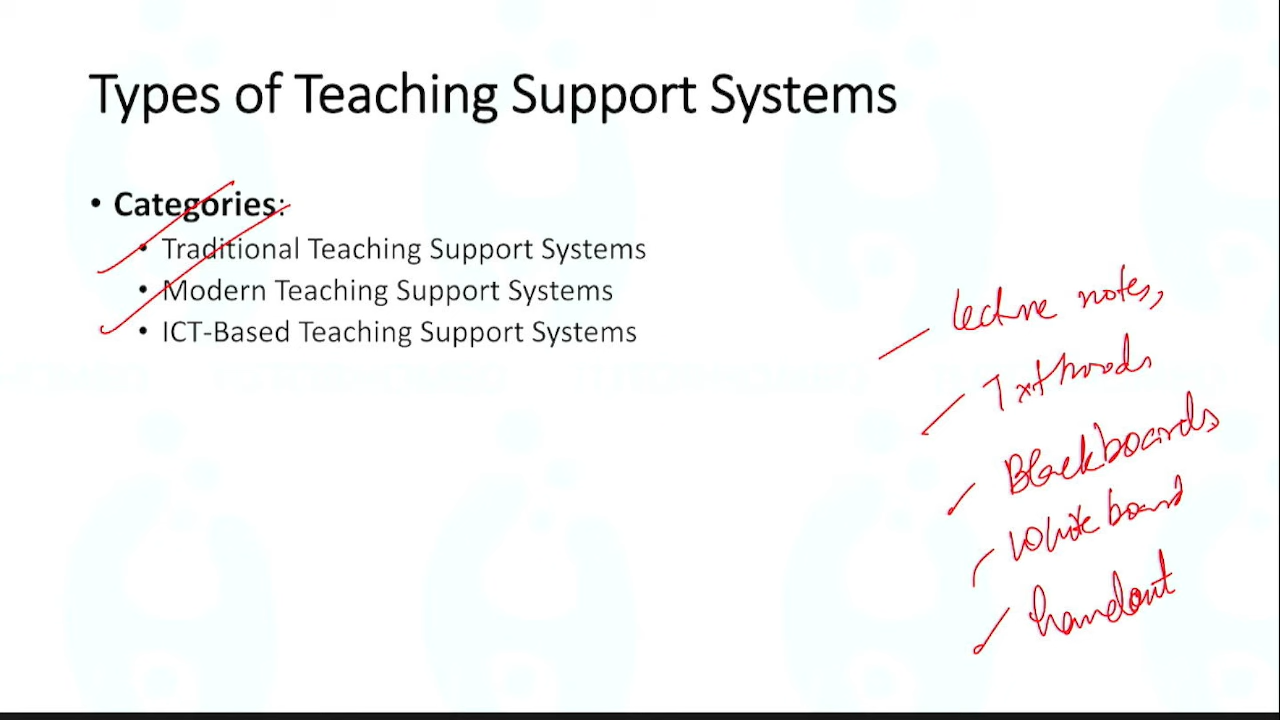 Types of Teaching Support Systems
• Categories:
• Traditional Teaching Support Systems
• Modern Teaching Support Systems
• ICT-Based Teaching Support Systems
lecture notes,
Blackboards,
White board
handout